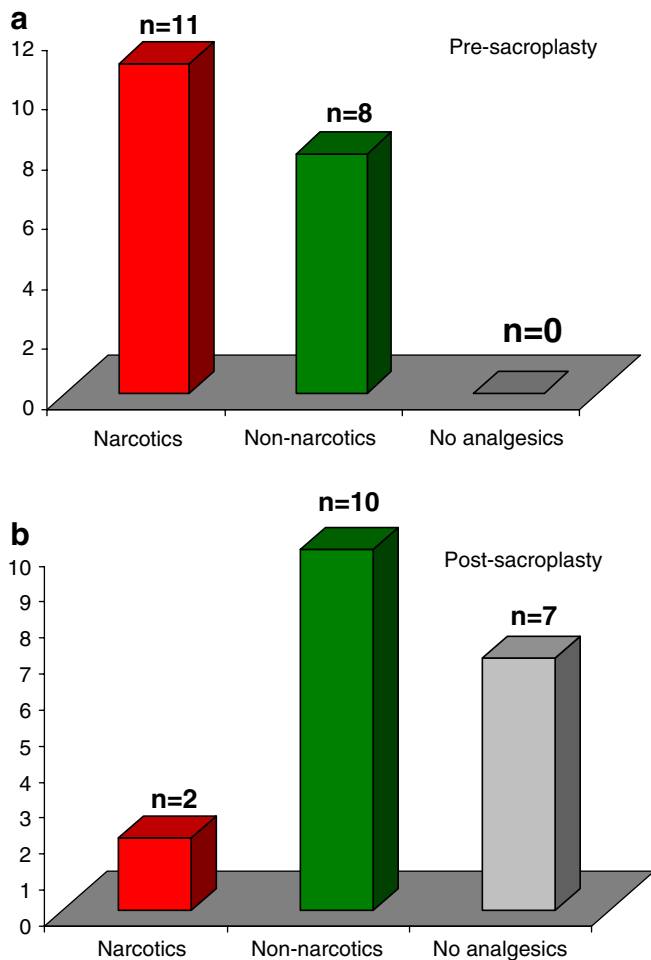 a
n=11
Pre-sacroplasty
12
n=8
10
8
6
4
n=0
2
0
Narcotics Non-narcotics No analgesics
n=10
b
Post-sacroplasty
10
9
n=7
8
7
6
5
4
n=2
3
2
1
0
Narcotics Non-narcotics No analgesics